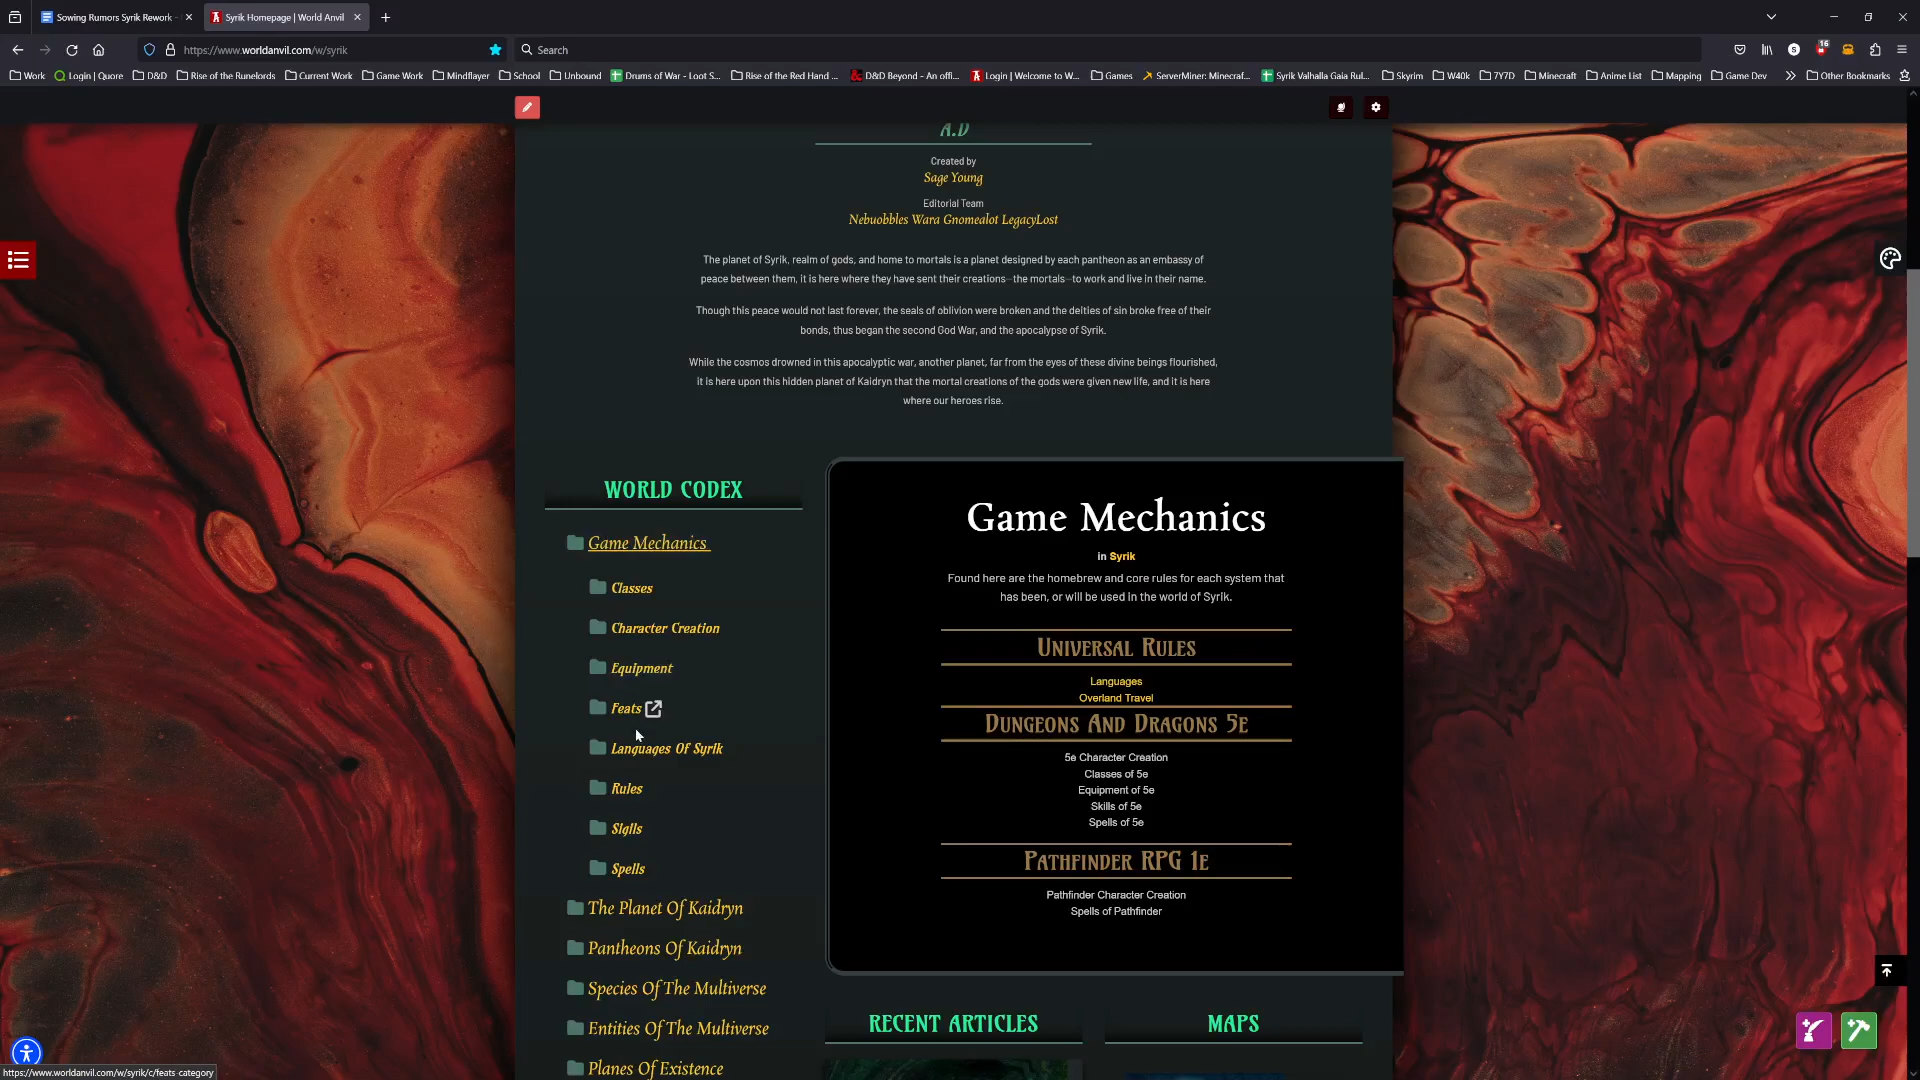 Sowing Rumors Syrik Rework -
Syrik Homepage | World Anvil
https://www.worldanvil.com/w/syrik
Search
16
Work
Login | Quore
D&D
Rise of the Runelords
Current Work
Game Work
Mindflayer
School
Unbound
Drums of War - Loot S...
Rise of the Red Hand ...
D&D Beyond - An offi...
Login | Welcome to W...
Games
ServerMiner: Minecraf...
Syrik Valhalla Gaia Rul...
Skyrim
W40k
7Y7D
Minecraft
Anime List
Mapping
Game Dev
Other Bookmarks
A.D
Created by
Sage Young
Editorial Team
Nebuobbles Wara Gnomealot LegacyLost
The planet of Syrik, realm of gods, and home to mortals is a planet designed by each pantheon as an embassy of
peace between them, it is here where they have sent their creations—the mortals—to work and live in their name.
Though this peace would not last forever, the seals of oblivion were broken and the deities of sin broke free of their
bonds, thus began the second God War, and the apocalypse of Syrik.
While the cosmos drowned in this apocalyptic war, another planet, far from the eyes of these divine beings flourished,
it is here upon this hidden planet of Kaidryn that the mortal creations of the gods were given new life, and it is here
where our heroes rise.
WORLD CODEX
Game Mechanics
Classes
Character Creation
Equipment
Feats
Languages Of Syrik
Rules
Sigils
Spells
The Planet Of Kaidryn
Pantheons Of Kaidryn
Species Of The Multiverse
Entities Of The Multiverse
Planes Of Existence
Game Mechanics
in Syrik
Found here are the homebrew and core rules for each system that
has been, or will be used in the world of Syrik.
Universal Rules
Languages
Overland Travel
Dungeons And Dragons 5e
5e Character Creation
Classes of 5e
Equipment of 5e
Skills of 5e
Spells of 5e
Pathfinder RPG 1e
Pathfinder Character Creation
Spells of Pathfinder
RECENT ARTICLES
MAPS
https://www.worldanvil.com/w/syrik/c/feats-category